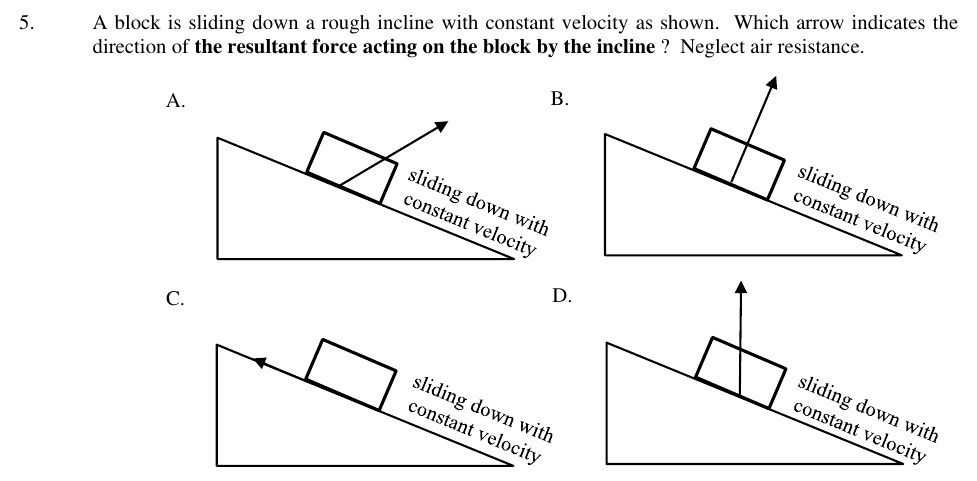 5. A block is sliding down a rough incline with constant velocity as shown. Which arrow indicates the
direction of the resultant force acting on the block by the incline ? Neglect air resistance.
A.
sliding down with
constant velocity
B.
sliding down with
constant velocity
C.
sliding down with
constant velocity
D.
sliding down with
constant velocity